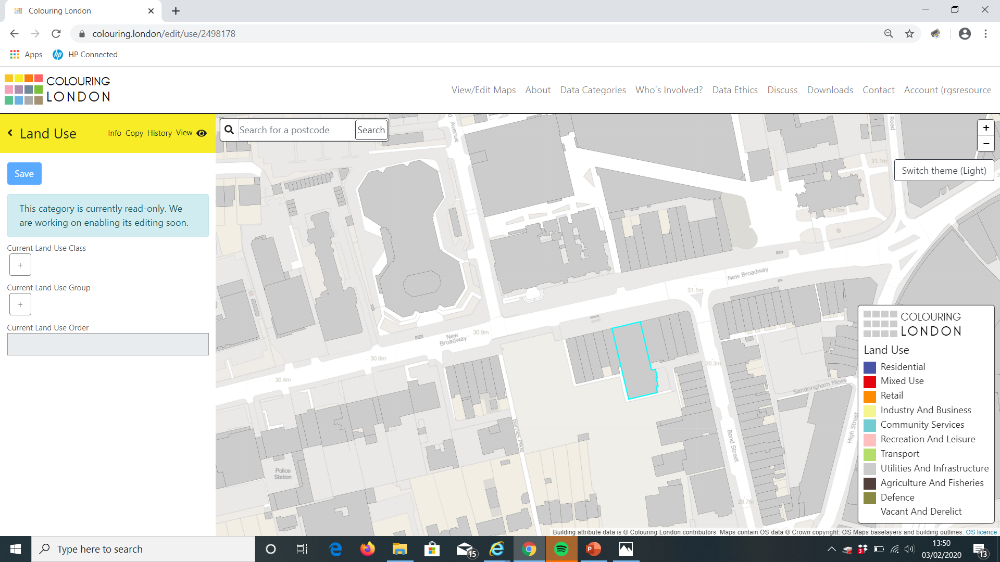 Colouring London
colouring.london/edit/use/2498178
Apps
HP Connected
COLOURING
LONDON
View/Edit Maps
About
Data Categories
Who's Involved?
Data Ethics
Discuss
Downloads
Contact
Account (rgsresource
Land Use
Info
Copy
History
View
Save
This category is currently read-only. We
are working on enabling its editing soon.
Current Land Use Class
+
Current Land Use Group
+
Current Land Use Order
Search for a postcode
Search
+
−
Switch theme (Light)
Avenue
Road
31.1m
31.0m
New Broadway
31.1m
30.9m
New
Broadway
30.6m
30.4m
30.3m
Sandringham Mews
High Street
Barnes Pikle
Bond Street
Police
Station
29.7m
COLOURING
LONDON
Land Use
Residential
Mixed Use
Retail
Industry And Business
Community Services
Recreation And Leisure
Transport
Utilities And Infrastructure
Agriculture And Fisheries
Defence
Vacant And Derelict
Building attribute data is © Colouring London contributors. Maps contain OS data © Crown copyright: OS Maps baselayers and building outlines. OS licence
Type here to search
15
3
13:50
03/02/2020
13